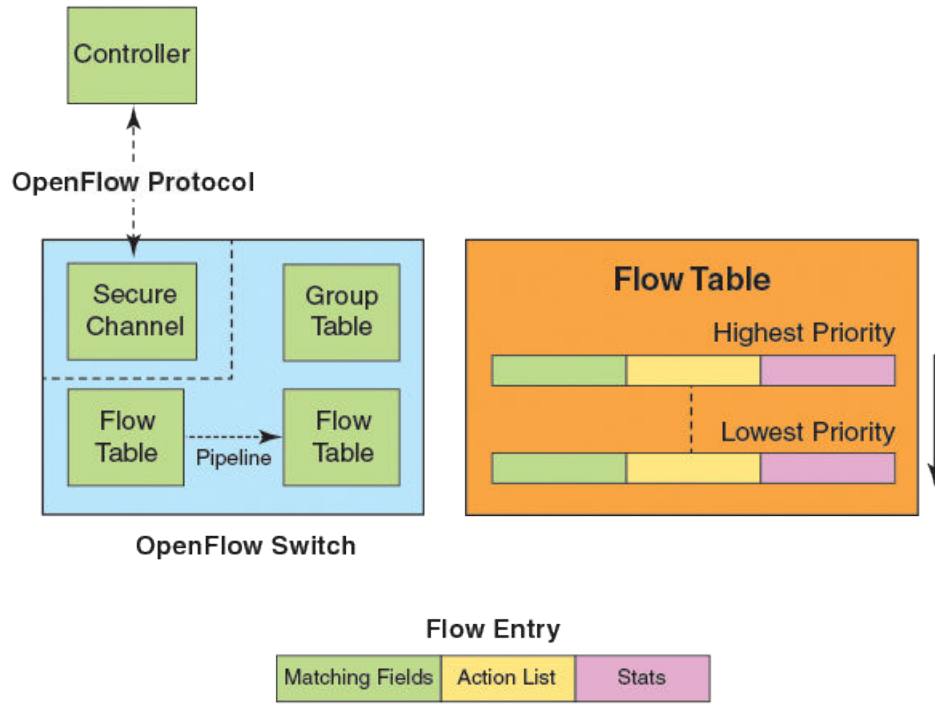 Controller
OpenFlow Protocol
Secure
Channel
Group
Table
Flow
Table
Pipeline
Flow
Table
OpenFlow Switch
Flow Table
Highest Priority
Lowest Priority
Flow Entry
Matching Fields
Action List
Stats